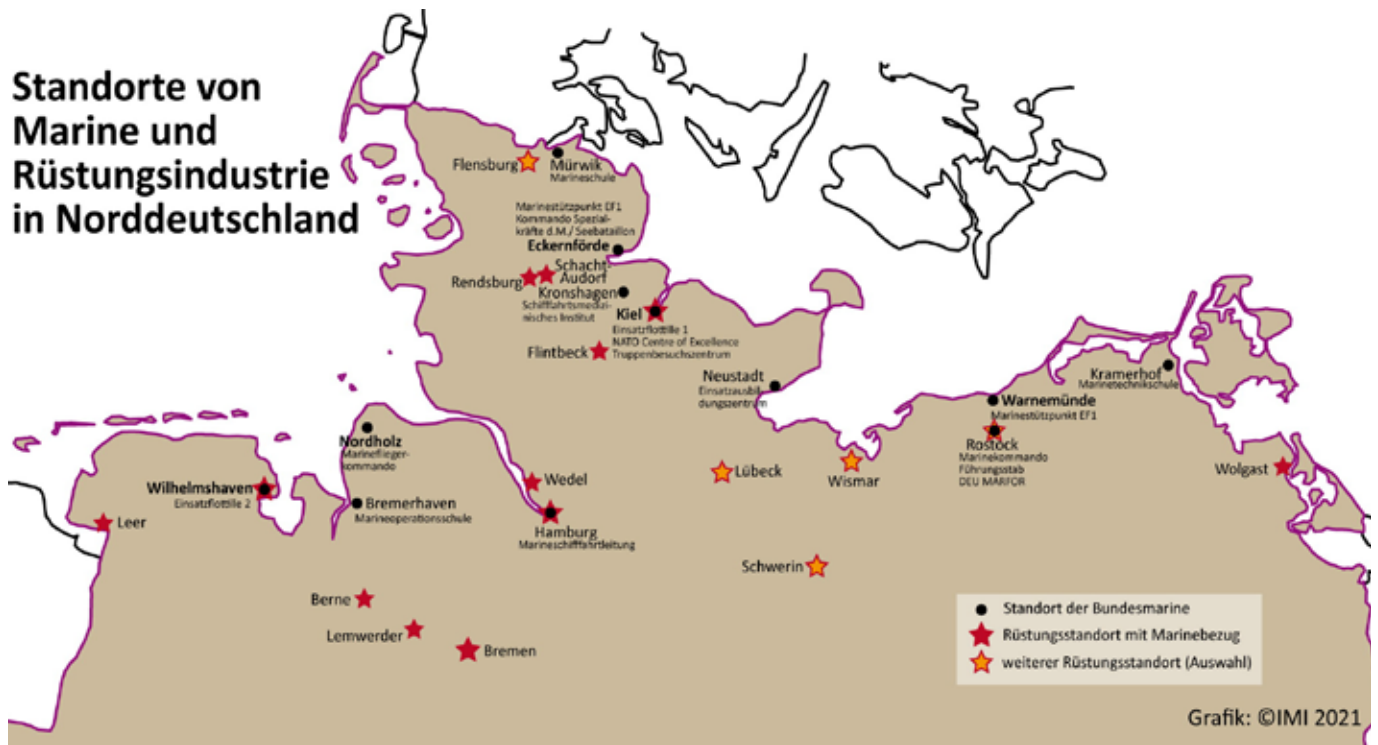 Standorte von
Marine und
Rüstungsindustrie
in Norddeutschland
Flensburg
Mürwik
Marineschule
Marinestützpunkt EF1
Kommando Spezial-
kräfte d.M./ Seebataillon
Eckernförde
Schacht-
Audorf
Rendsburg
Kronshagen
Schifffahrtsmedizi-
nisches Institut
Kiel
Einsatzflottille 1
NATO Centre of Excellence
Truppenbesuchszentrum
Flintbeck
Neustadt
Einsatzausbil-
dungszentrum
Kramerhof
Marinetechnikschule
Warnemünde
Marinestützpunkt EF1
Rostock
Marinekommando
Führungsstab
DEU MARFOR
Wolgast
Nordholz
Marineflieger-
kommando
Wilhelmshaven
Einsatzflottille 2
Bremerhaven
Marineoperationsschule
Leer
Wedel
Hamburg
Marineschifffahrtleitung
Lübeck
Wismar
Schwerin
Berne
Lemwerder
Bremen
Standort der Bundesmarine
Rüstungsstandort mit Marinebezug
weiterer Rüstungsstandort (Auswahl)
Grafik: ©IMI 2021